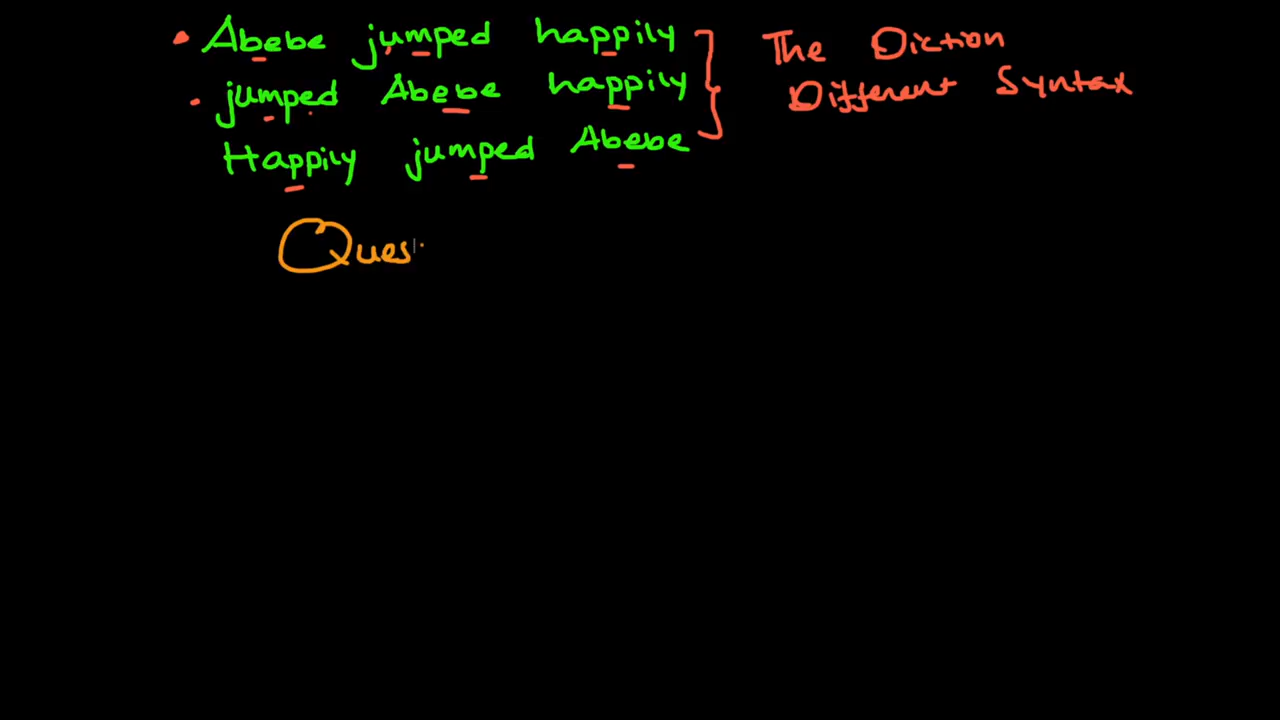 Abebe jumped happily
jumped Abebe happily
Happily jumped Abebe
The Diction
Different Syntax
Ques